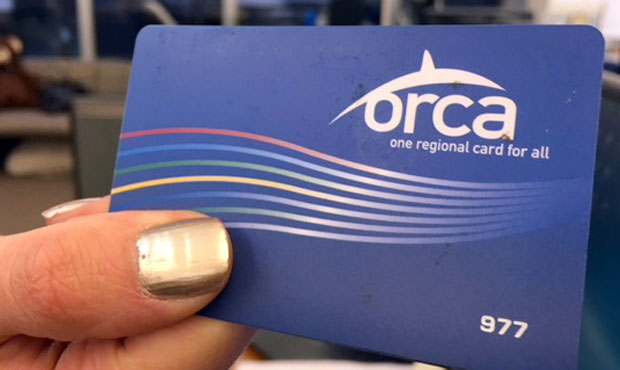 orca
one regional card for all
977